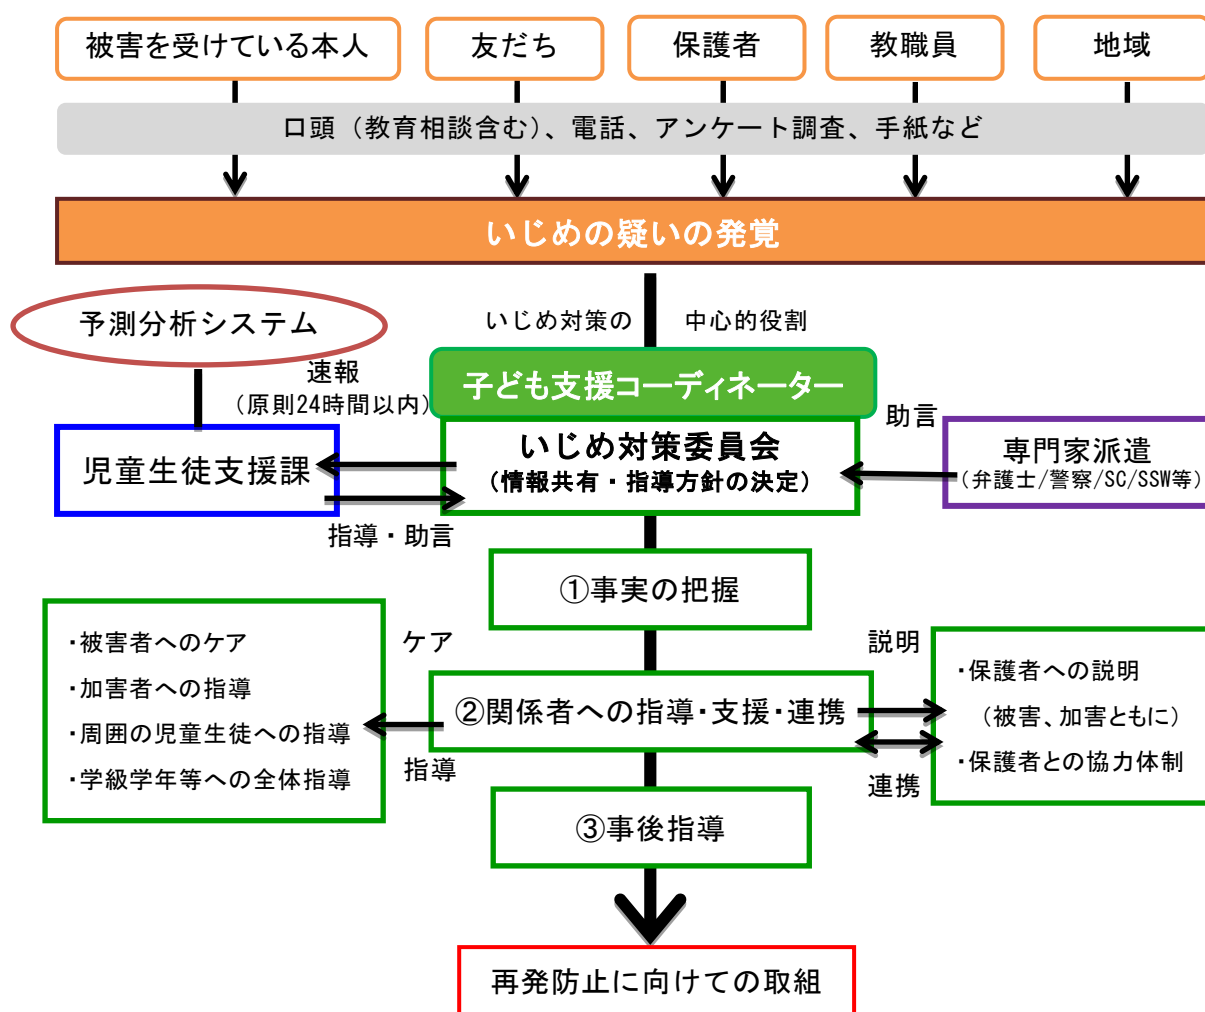 被害を受けている本人
友だち
保護者
教職員
地域
口頭（教育相談含む）、電話、アンケート調査、手紙など
いじめの疑いの発覚
予測分析システム
いじめ対策の
中心的役割
速報
（原則24時間以内）
子ども支援コーディネーター
助言
児童生徒支援課
いじめ対策委員会
（情報共有・指導方針の決定）
専門家派遣
（弁護士/警察/SC/SSW等）
指導・助言
①事実の把握
・被害者へのケア
・加害者への指導
・周囲の児童生徒への指導
・学級学年等への全体指導
ケア
指導
②関係者への指導・支援・連携
説明
連携
・保護者への説明
（被害、加害ともに）
・保護者との協力体制
③事後指導
再発防止に向けての取組